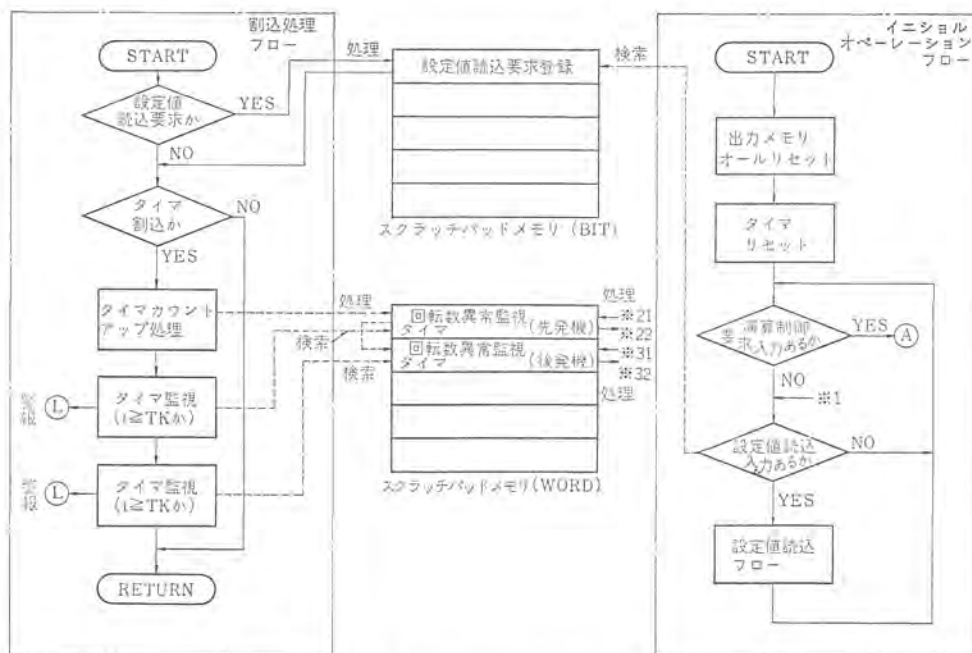 割込処理
フロー
START
設定値
読込要求か
YES
NO
タイマ
割込か
NO
YES
タイマカウント
アップ処理
タイマ監視
(t≧TKか)
警報
L
タイマ監視
(t≧TKか)
警報
L
RETURN
処理
検索
設定値読込要求登録
スクラッチパッドメモリ(BIT)
処理
検索
検索
回転数異常監視
タイマ
(先発機)
回転数異常監視
タイマ
(後発機)
処理
※21
※22
※31
※32
処理
スクラッチパッドメモリ(WORD)
イニショル
オペレーション
フロー
START
出力メモリ
オールリセット
タイマ
リセット
演算制御
要求入力あるか
YES
A
NO
※1
設定値読込
入力あるか
NO
YES
設定値読込
フロー